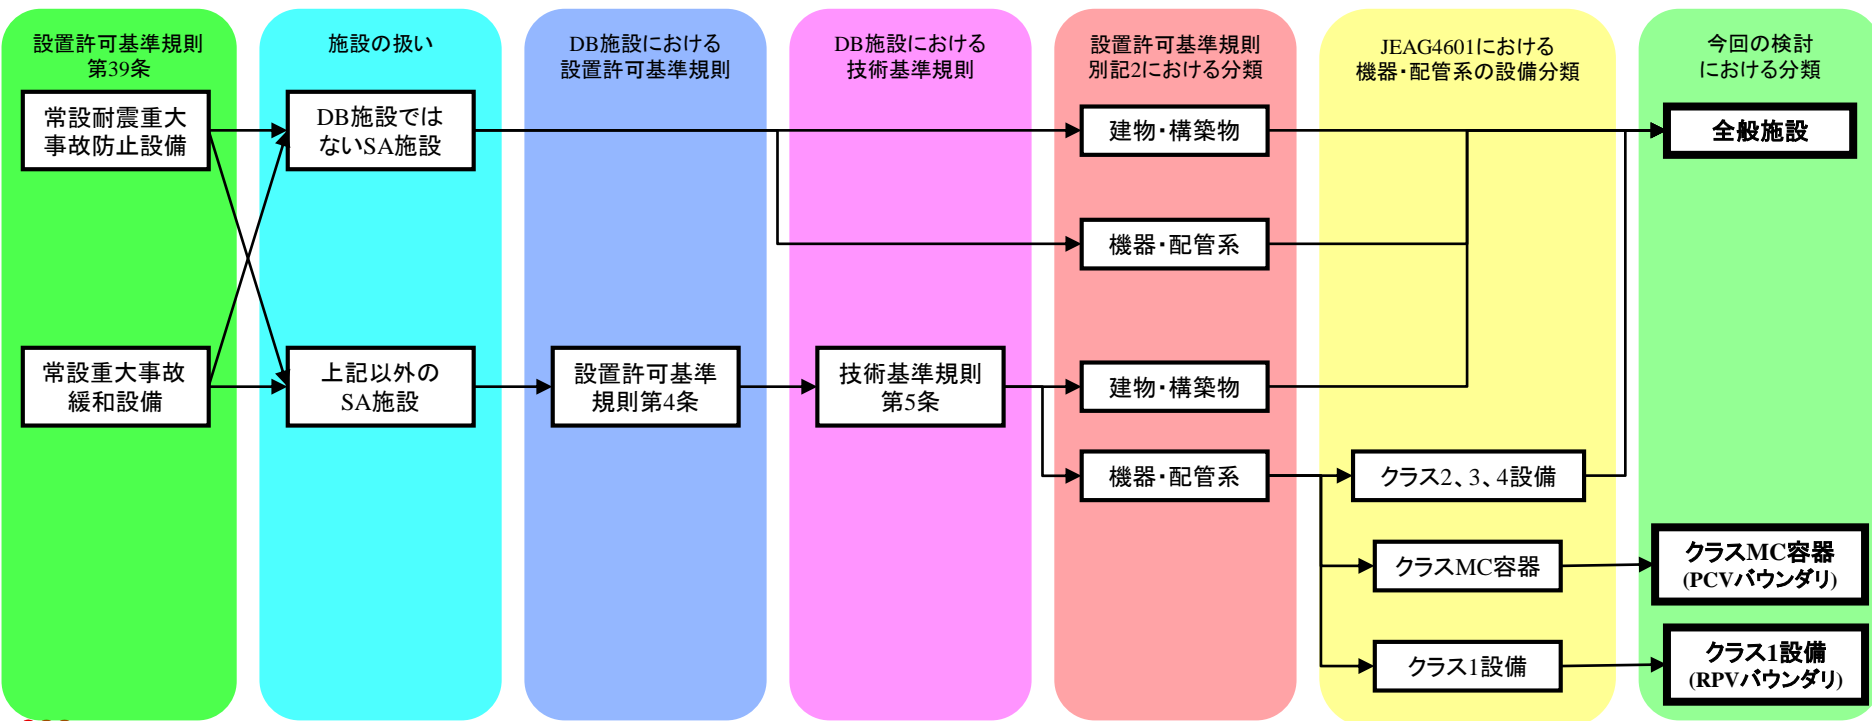 設置許可基準規則
第39条
常設耐震重大
事故防止設備
常設重大事故
緩和設備
施設の扱い
DB施設では
ないSA施設
上記以外の
SA施設
DB施設における
設置許可基準規則
設置許可基準
規則第4条
DB施設における
技術基準規則
技術基準規則
第5条
設置許可基準規則
別記2における分類
建物・構築物
機器・配管系
建物・構築物
機器・配管系
JEAG4601における
機器・配管系の設備分類
クラス2、3、4設備
クラスMC容器
クラス1設備
今回の検討
における分類
全般施設
クラスMC容器
(PCVバウンダリ)
クラス1設備
(RPVバウンダリ)